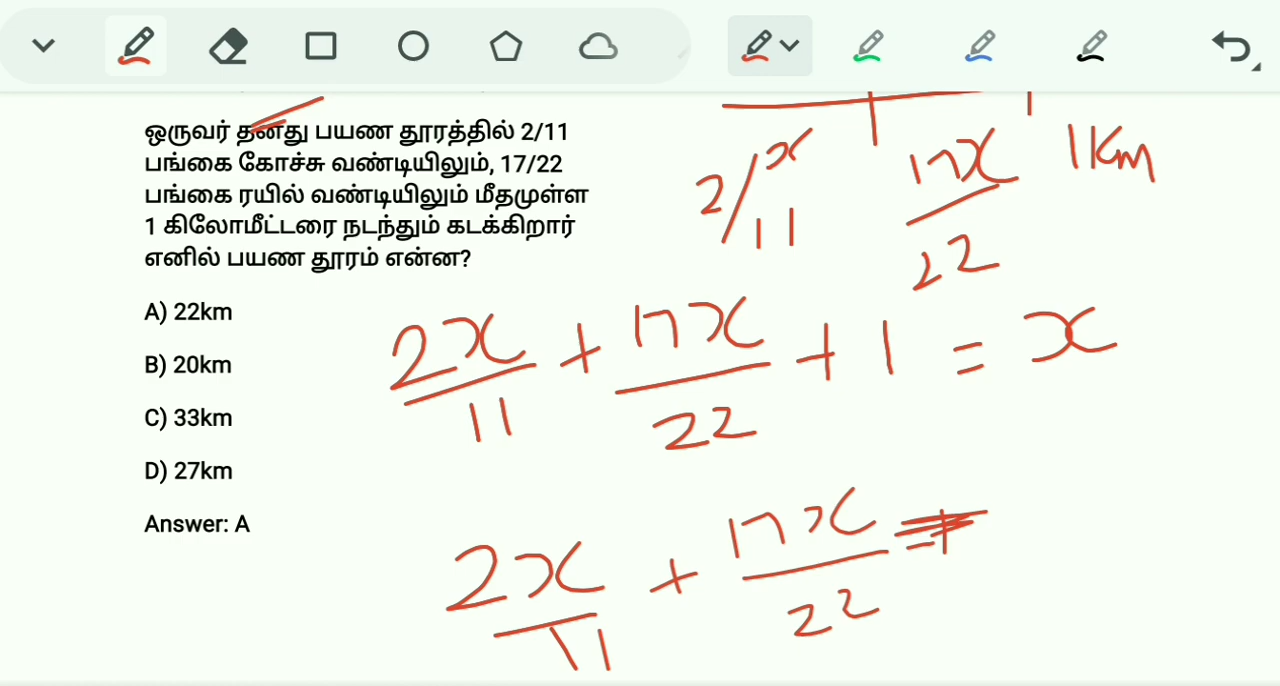 ஒருவர் தனது பயண தூரத்தில் 2/11
பங்கை கோச்சு வண்டியிலும், 17/22
பங்கை ரயில் வண்டியிலும் மீதமுள்ள
1 கிலோமீட்டரை நடந்தும் கடக்கிறார்
எனில் பயண தூரம் என்ன?
A) 22km
B) 20km
C) 33km
D) 27km
Answer: A
2/11 x 17x/22 1Km
2x/11 + 17x/22 + 1 = x
2x/11 + 17x/22